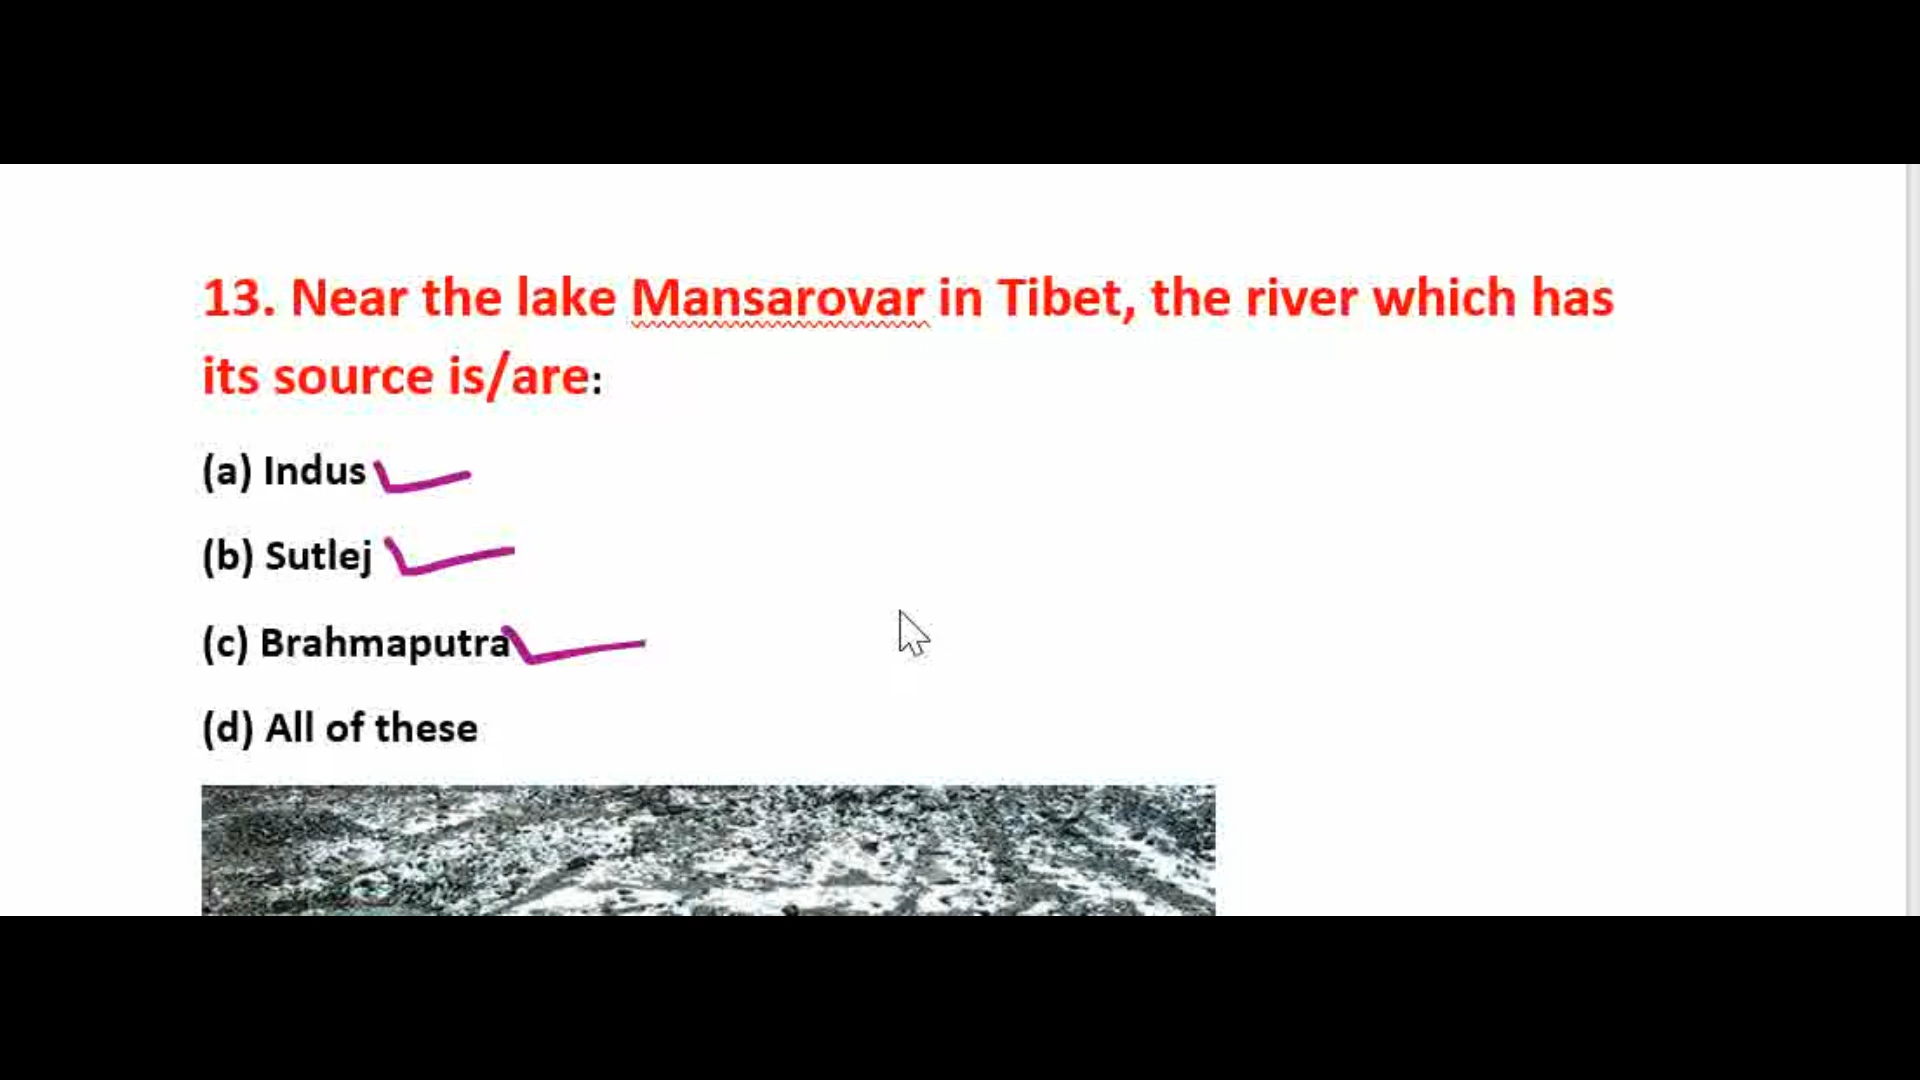 13. Near the lake Mansarovar in Tibet, the river which has
its source is/are:
(a) Indus
(b) Sutlej
(c) Brahmaputra
(d) All of these